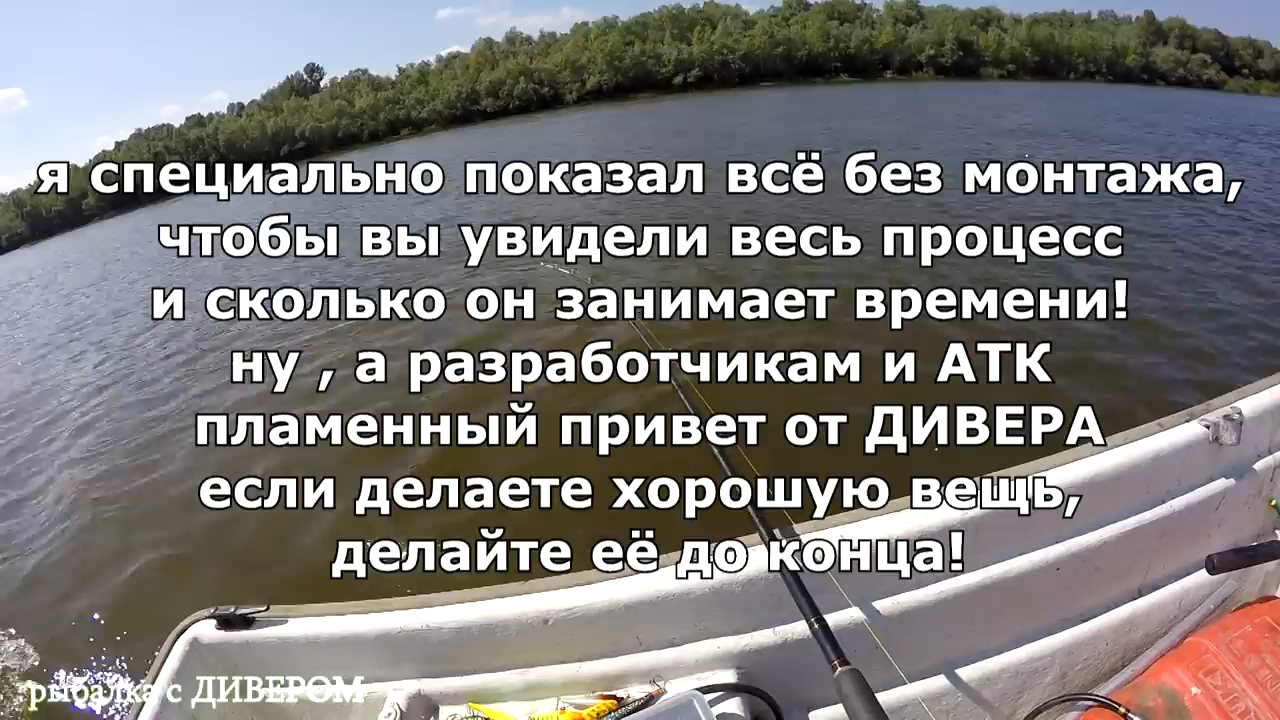 я специально показал всё без монтажа,
чтобы вы увидели весь процесс
и сколько он занимает времени!
ну , а разработчикам и АТК
пламенный привет от ДИВЕРА
если делаете хорошую вещь,
делайте её до конца!
рыбалка с ДИВЕРОМ